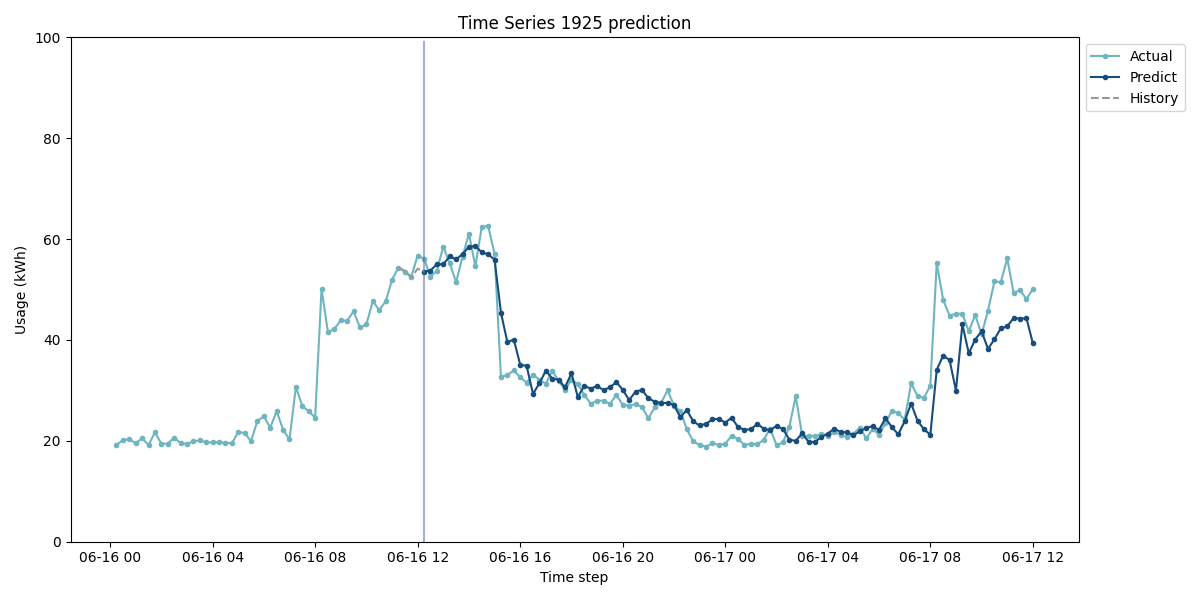 Time Series 1925 prediction
100
80
60
40
20
0
Usage (kWh)
06-16 00 06-16 04 06-16 08 06-16 12 06-16 16 06-16 20 06-17 00 06-17 04 06-17 08 06-17 12
Time step
Actual
Predict
History